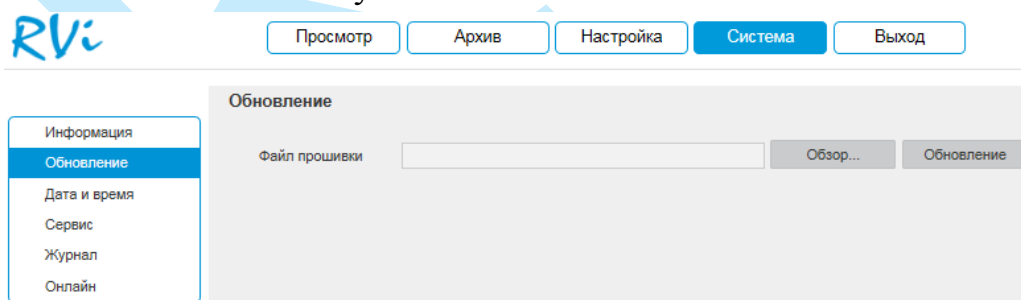 RVi
Просмотр Архив Настройка Система Выход
Обновление
Информация
Обновление
Дата и время
Сервис
Журнал
Онлайн
Файл прошивки Обзор... Обновление